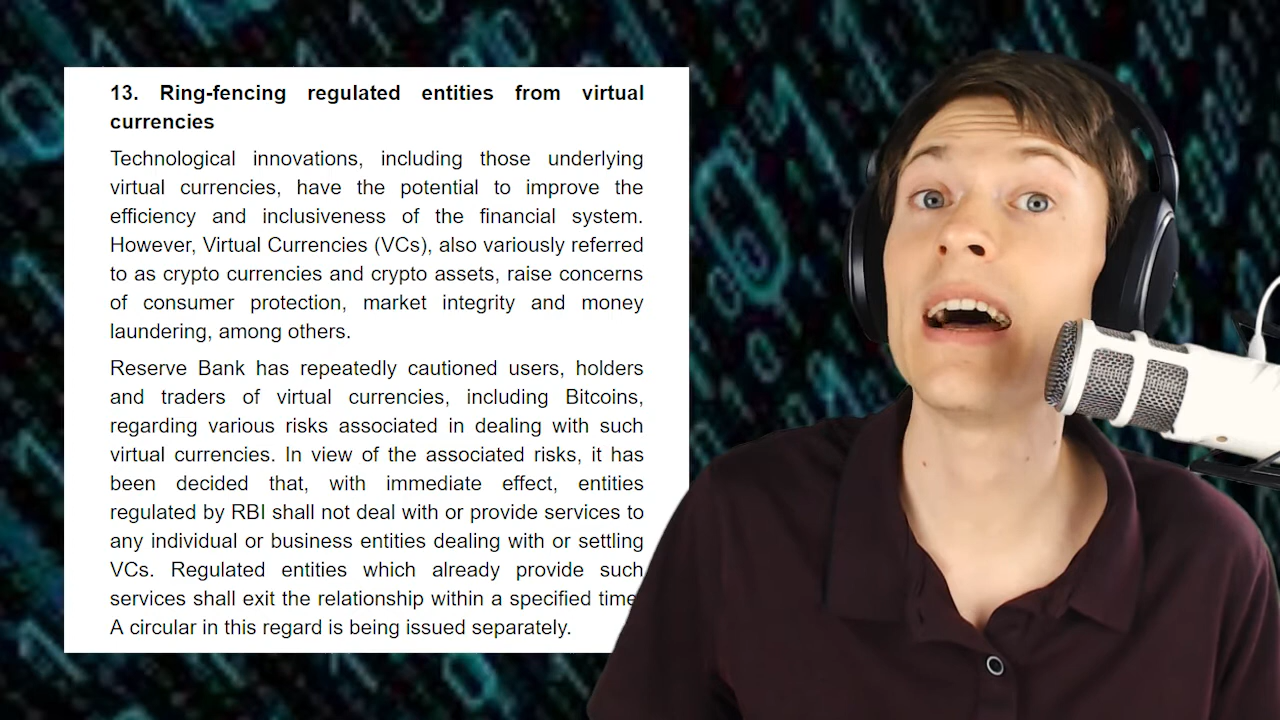 13. Ring-fencing regulated entities from virtual
currencies
Technological innovations, including those underlying
virtual currencies, have the potential to improve the
efficiency and inclusiveness of the financial system.
However, Virtual Currencies (VCs), also variously referred
to as crypto currencies and crypto assets, raise concerns
of consumer protection, market integrity and money
laundering, among others.
Reserve Bank has repeatedly cautioned users, holders
and traders of virtual currencies, including Bitcoins,
regarding various risks associated in dealing with such
virtual currencies. In view of the associated risks, it has
been decided that, with immediate effect, entities
regulated by RBI shall not deal with or provide services to
any individual or business entities dealing with or settling
VCs. Regulated entities which already provide such
services shall exit the relationship within a specified time
A circular in this regard is being issued separately.